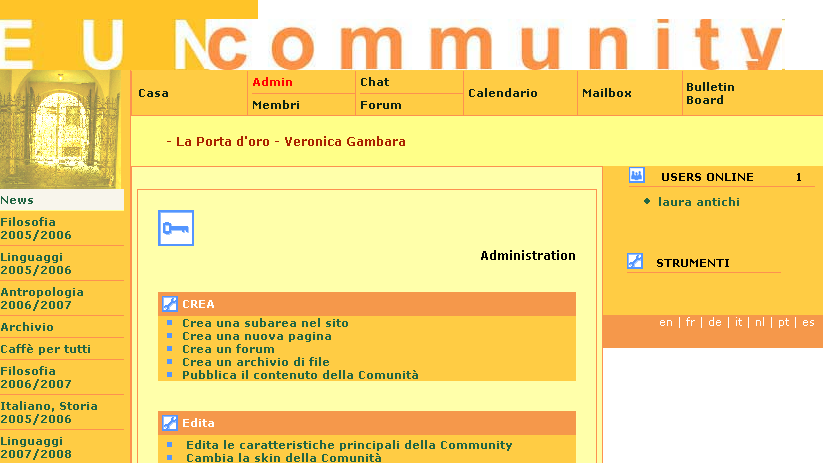 EUN community
Casa
Admin
Membri
Chat
Forum
Calendario
Mailbox
Bulletin
Board
- La Porta d'oro - Veronica Gambara
News
Filosofia
2005/2006
Linguaggi
2005/2006
Antropologia
2006/2007
Archivio
Caffè per tutti
Filosofia
2006/2007
Italiano, Storia
2005/2006
Linguaggi
2007/2008
Administration
CREA
Crea una subarea nel sito
Crea una nuova pagina
Crea un forum
Crea un archivio di file
Pubblica il contenuto della Comunità
Edita
Edita le caratteristiche principali della Community
Cambia la skin della Comunità
USERS ONLINE 1
laura antichi
STRUMENTI
en | fr | de | it | nl | pt | es